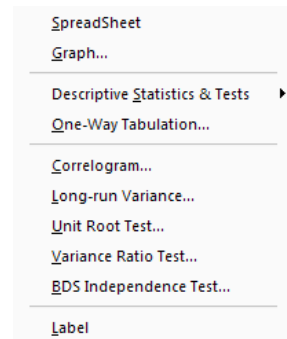 SpreadSheet
Graph...
Descriptive Statistics & Tests
One-Way Tabulation...
Correlogram...
Long-run Variance...
Unit Root Test...
Variance Ratio Test...
BDS Independence Test...
Label